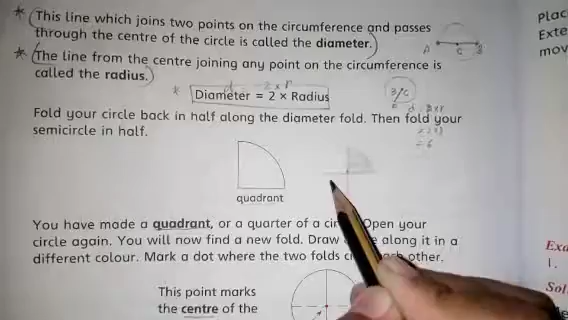 * (This line which joins two points on the circumference and passes
through the centre of the circle is called the diameter.)
* (The line from the centre joining any point on the circumference is
called the radius.)
d 2 x r
* Diameter = 2 × Radius
Fold your circle back in half along the diameter fold. Then fold your
semicircle in half.
quadrant
You have made a quadrant, or a quarter of a Open your
circle again. You will now find a new fold. Draw along it in a
different colour. Mark a dot where the two folds other.
This point marks
the centre of the
A C B
Plac
Exte
mov
Exa
1.
Sol